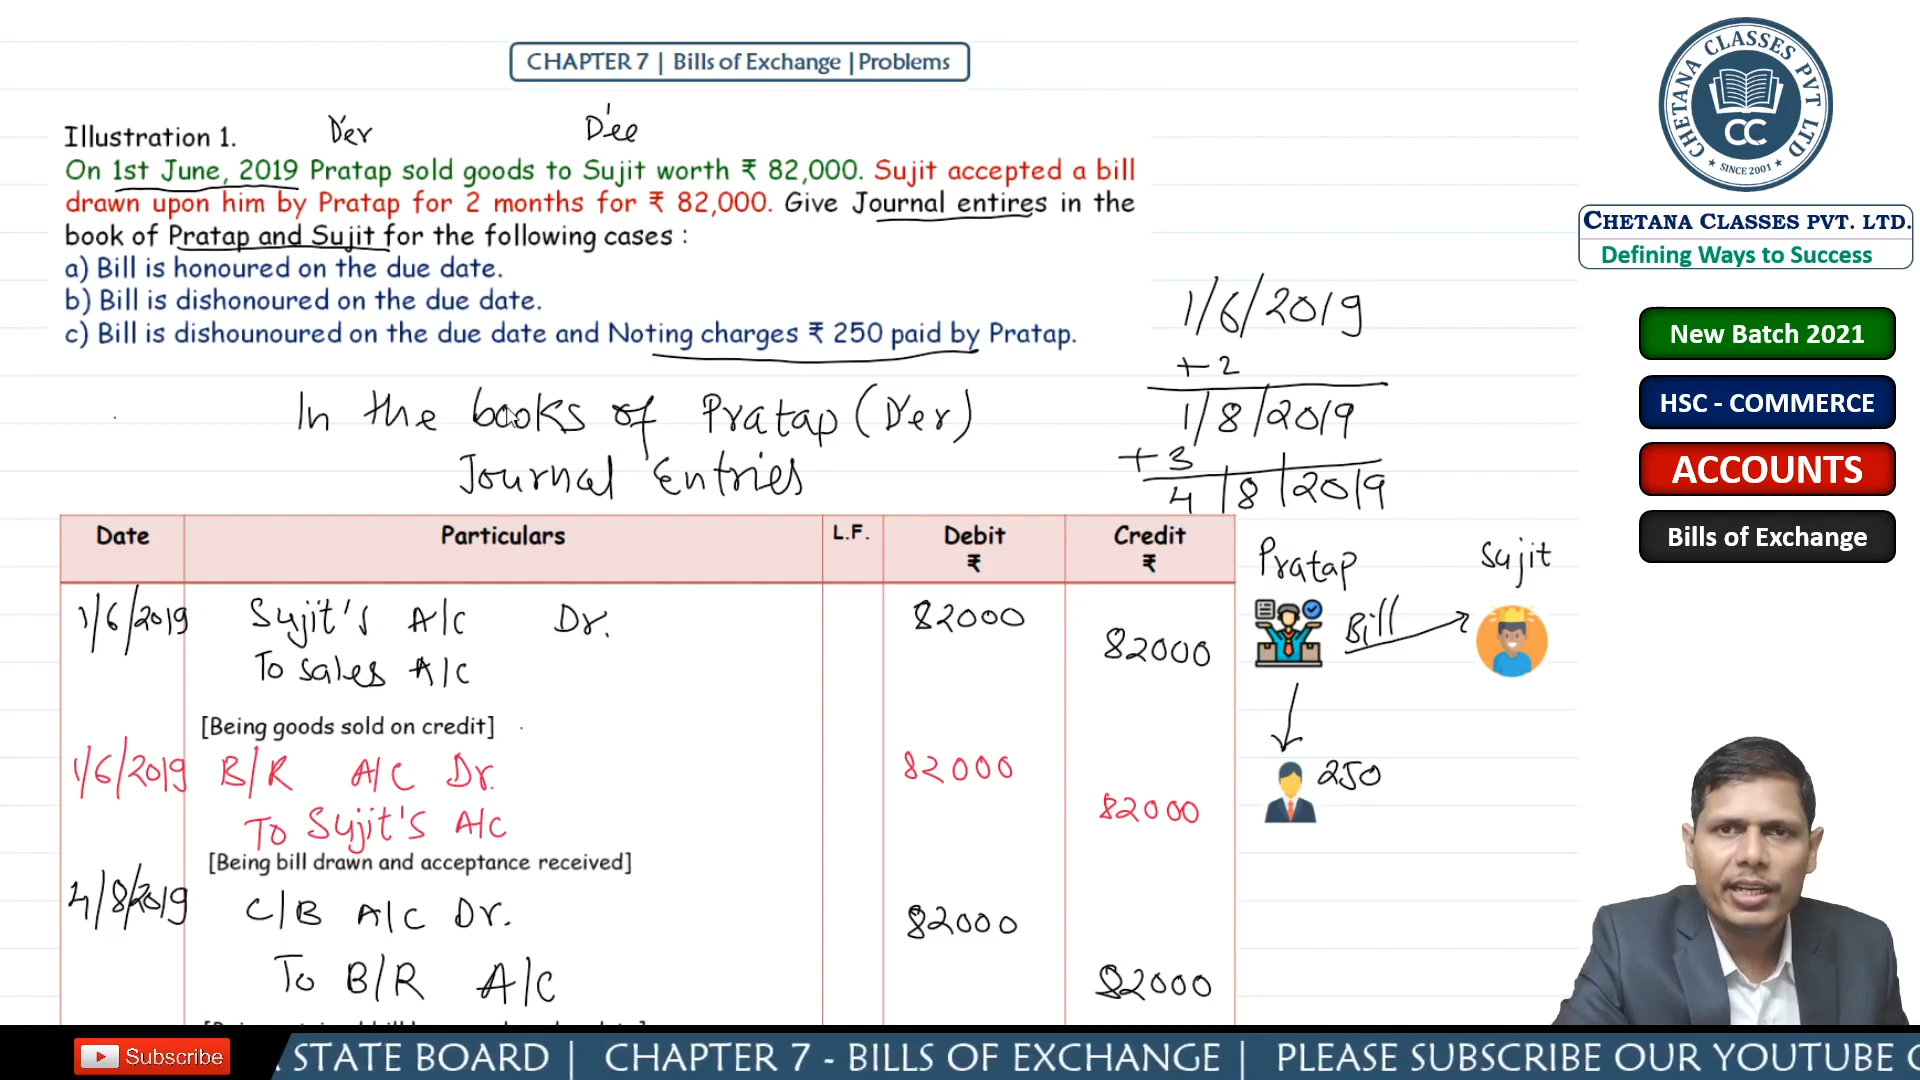 CHAPTER 7 | Bills of Exchange |Problems
Illustration 1.
D'er
D'ee
On 1st June, 2019 Pratap sold goods to Sujit worth ₹ 82,000. Sujit accepted a bill
drawn upon him by Pratap for 2 months for ₹ 82,000. Give Journal entires in the
book of Pratap and Sujit for the following cases :
a) Bill is honoured on the due date.
b) Bill is dishonoured on the due date.
c) Bill is dishounoured on the due date and Noting charges ₹ 250 paid by Pratap.
1/6/2019
+2
1/8/2019
+3
4/8/2019
In the books of Pratap (D'er)
Journal Entries
Date Particulars L.F. Debit ₹ Credit ₹
1/6/2019 Sujit's A/C Dr. 82000
To Sales A/C 82000
[Being goods sold on credit]
1/6/2019 B/R A/C Dr. 82000
To Sujit's A/C 82000
[Being bill drawn and acceptance received]
4/8/2019 C/B A/C Dr. 82000
To B/R A/C 82000
Pratap
Sujit
Bill
250
CHETANA CLASSES PVT LTD
CC
SINCE 2001
CHETANA CLASSES PVT. LTD.
Defining Ways to Success
New Batch 2021
HSC - COMMERCE
ACCOUNTS
Bills of Exchange
Subscribe
STATE BOARD | CHAPTER 7 - BILLS OF EXCHANGE | PLEASE SUBSCRIBE OUR YOUTUBE